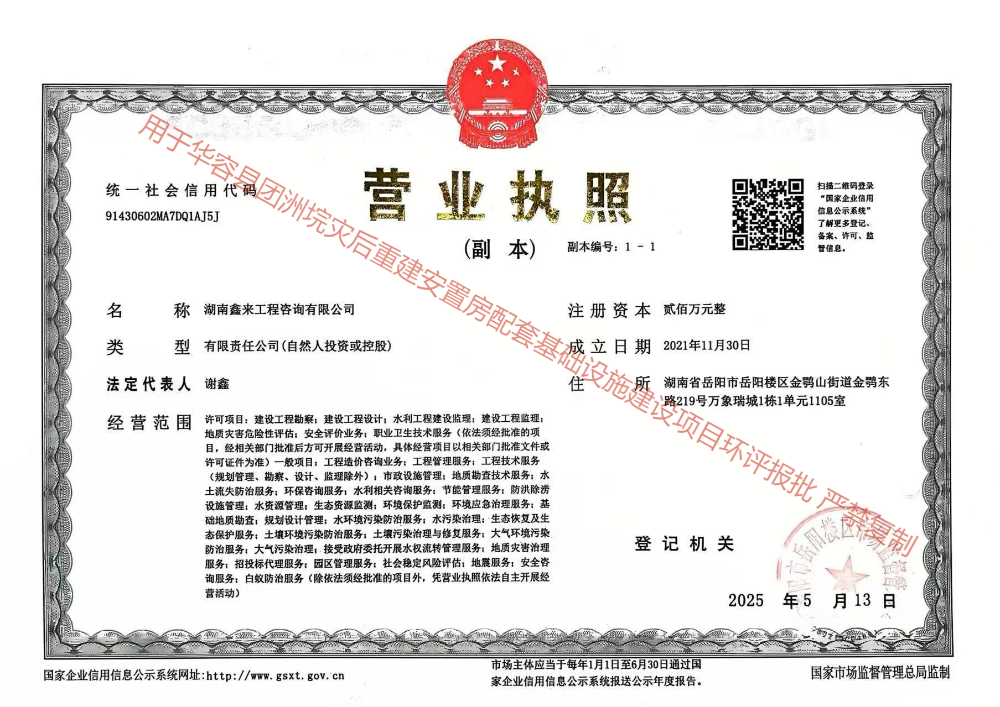 统一社会信用代码
91430602MA7DQ1AJ5J
营业执照
(副 本)
副本编号：1 - 1
扫描二维码登录
“国家企业信用
信息公示系统”
了解更多登记、
备案、许可、监
管信息。
名 称 湖南鑫来工程咨询有限公司
类 型 有限责任公司(自然人投资或控股)
法定代表人 谢鑫
经营范围 许可项目：建设工程勘察；建设工程设计；水利工程建设监理；建设工程监理；
地质灾害危险性评估；安全评价业务；职业卫生技术服务（依法须经批准的项
目，经相关部门批准后方可开展经营活动，具体经营项目以相关部门批准文件或
许可证件为准）一般项目：工程造价咨询业务；工程管理服务；工程技术服务
（规划管理、勘察、设计、监理除外）；市政设施管理；地质勘查技术服务；水
土流失防治服务；环保咨询服务；水利相关咨询服务；节能管理服务；防洪除涝
设施管理；水资源管理；生态资源监测；环境保护监测；环境应急治理服务；基
础地质勘查；规划设计管理；水环境污染防治服务；水污染治理；生态恢复及生
态保护服务；土壤环境污染防治服务；土壤污染治理与修复服务；大气环境污染
防治服务；大气污染治理；接受政府委托开展水权流转管理服务；地质灾害治理
服务；招投标代理服务；园区管理服务；社会稳定风险评估；地震服务；安全咨
询服务；白蚁防治服务（除依法须经批准的项目外，凭营业执照依法自主开展经
营活动）
注册资本 贰佰万元整
成立日期 2021年11月30日
住 所 湖南省岳阳市岳阳楼区金鹗山街道金鹗东
路219号万象瑞城1栋1单元1105室
登记机关
2025 年 5 月 13 日
用于华容县团洲垸灾后重建安置房配套基础设施建设项目环评报批 严禁复制
国家企业信用信息公示系统网址:http://www.gsxt.gov.cn
市场主体应当于每年1月1日至6月30日通过国
家企业信用信息公示系统报送公示年度报告。
国家市场监督管理总局监制